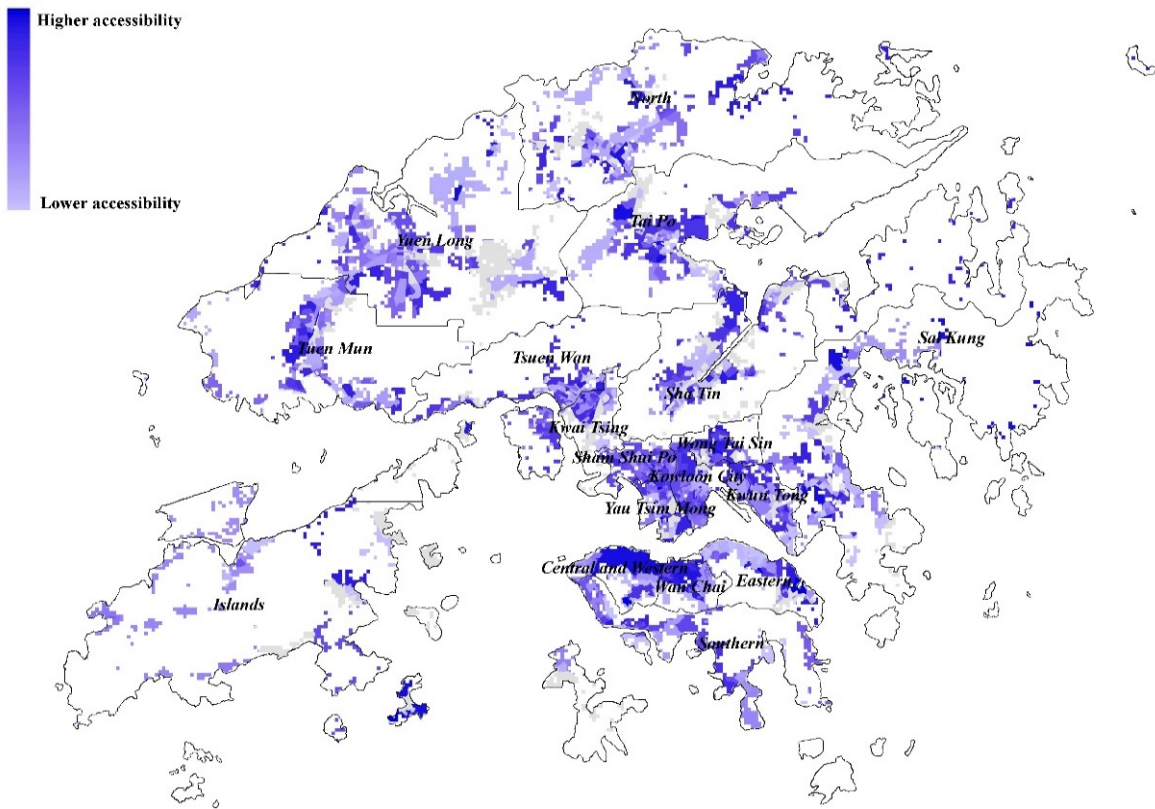 Higher accessibility
Lower accessibility
North
Tai Po
Yuen Long
Tuen Mun
Tsuen Wan
Sai Kung
Sha Tin
Kwai Tsing
Wong Tai Sin
Sham Shui Po
Kowloon City
Kwun Tong
Yau Tsim Mong
Central and Western
Wan Chai
Eastern
Islands
Southern